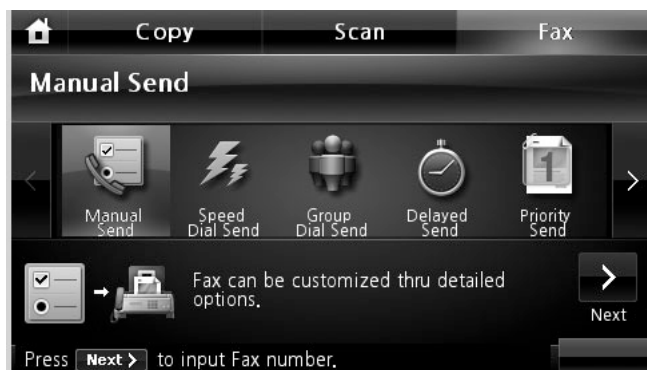 Copy Scan Fax
Manual Send
Manual Speed Group Delayed Priority
Send Dial Send Dial Send Send Send
1
Fax can be customized thru detailed
options.
Next
Press Next > to input Fax number.